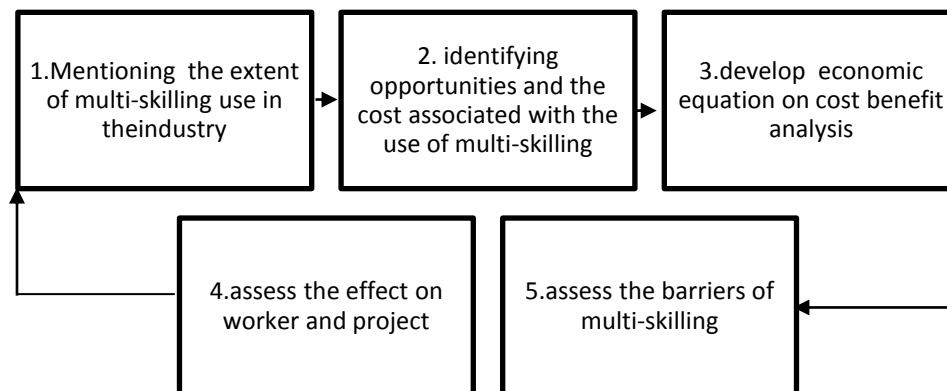 1.Mentioning the extent
of multi-skilling use in
theindustry
2. identifying
opportunities and the
cost associated with the
use of multi-skilling
3.develop economic
equation on cost benefit
analysis
4.assess the effect on
worker and project
5.assess the barriers of
multi-skilling